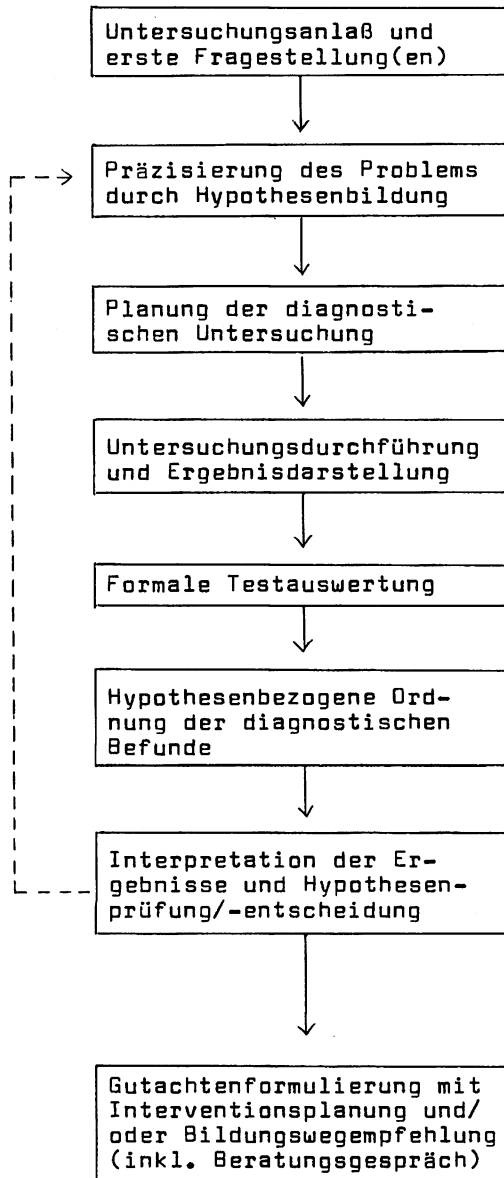 Untersuchungsanlaß und
erste Fragestellung(en)
Präzisierung des Problems
durch Hypothesenbildung
Planung der diagnosti-
schen Untersuchung
Untersuchungsdurchführung
und Ergebnisdarstellung
Formale Testauswertung
Hypothesenbezogene Ord-
nung der diagnostischen
Befunde
Interpretation der Er-
gebnisse und Hypothesen-
prüfung/-entscheidung
Gutachtenformulierung mit
Interventionsplanung und/
oder Bildungswegempfehlung
(inkl. Beratungsgespräch)